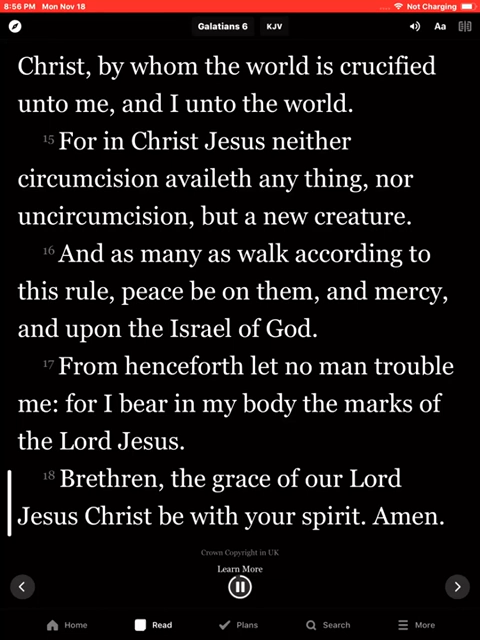 8:56 PM Mon Nov 18
Not Charging
Galatians 6 KJV Aa
Christ, by whom the world is crucified
unto me, and I unto the world.
15 For in Christ Jesus neither
circumcision availeth any thing, nor
uncircumcision, but a new creature.
16 And as many as walk according to
this rule, peace be on them, and mercy,
and upon the Israel of God.
17 From henceforth let no man trouble
me: for I bear in my body the marks of
the Lord Jesus.
18 Brethren, the grace of our Lord
Jesus Christ be with your spirit. Amen.
Crown Copyright in UK
Learn More
Home Read Plans Search More